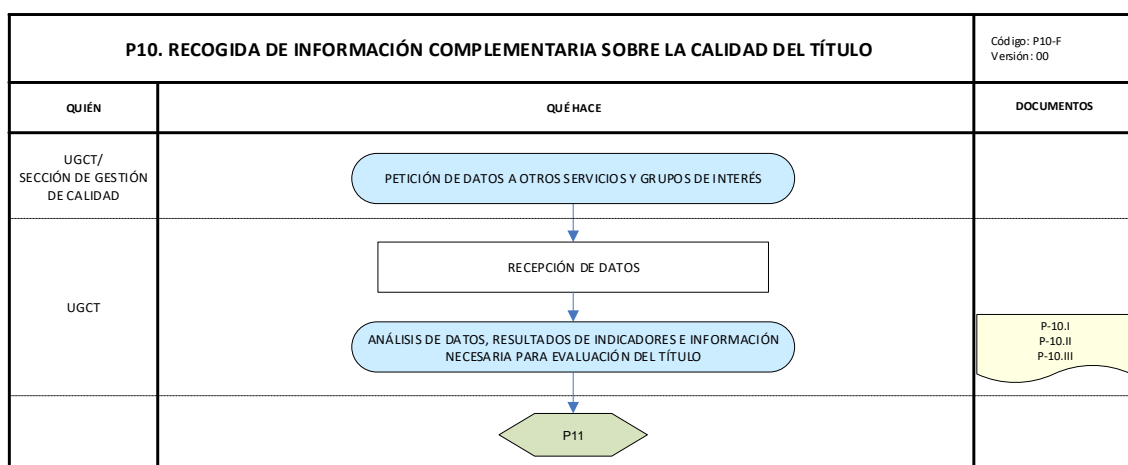 P10. RECOGIDA DE INFORMACIÓN COMPLEMENTARIA SOBRE LA CALIDAD DEL TÍTULO
Código: P10-F
Versión: 00
QUIÉN
QUÉ HACE
DOCUMENTOS
UGCT/
SECCIÓN DE GESTIÓN
DE CALIDAD
PETICIÓN DE DATOS A OTROS SERVICIOS Y GRUPOS DE INTERÉS
UGCT
RECEPCIÓN DE DATOS
ANÁLISIS DE DATOS, RESULTADOS DE INDICADORES E INFORMACIÓN
NECESARIA PARA EVALUACIÓN DEL TÍTULO
P-10.I
P-10.II
P-10.III
P11